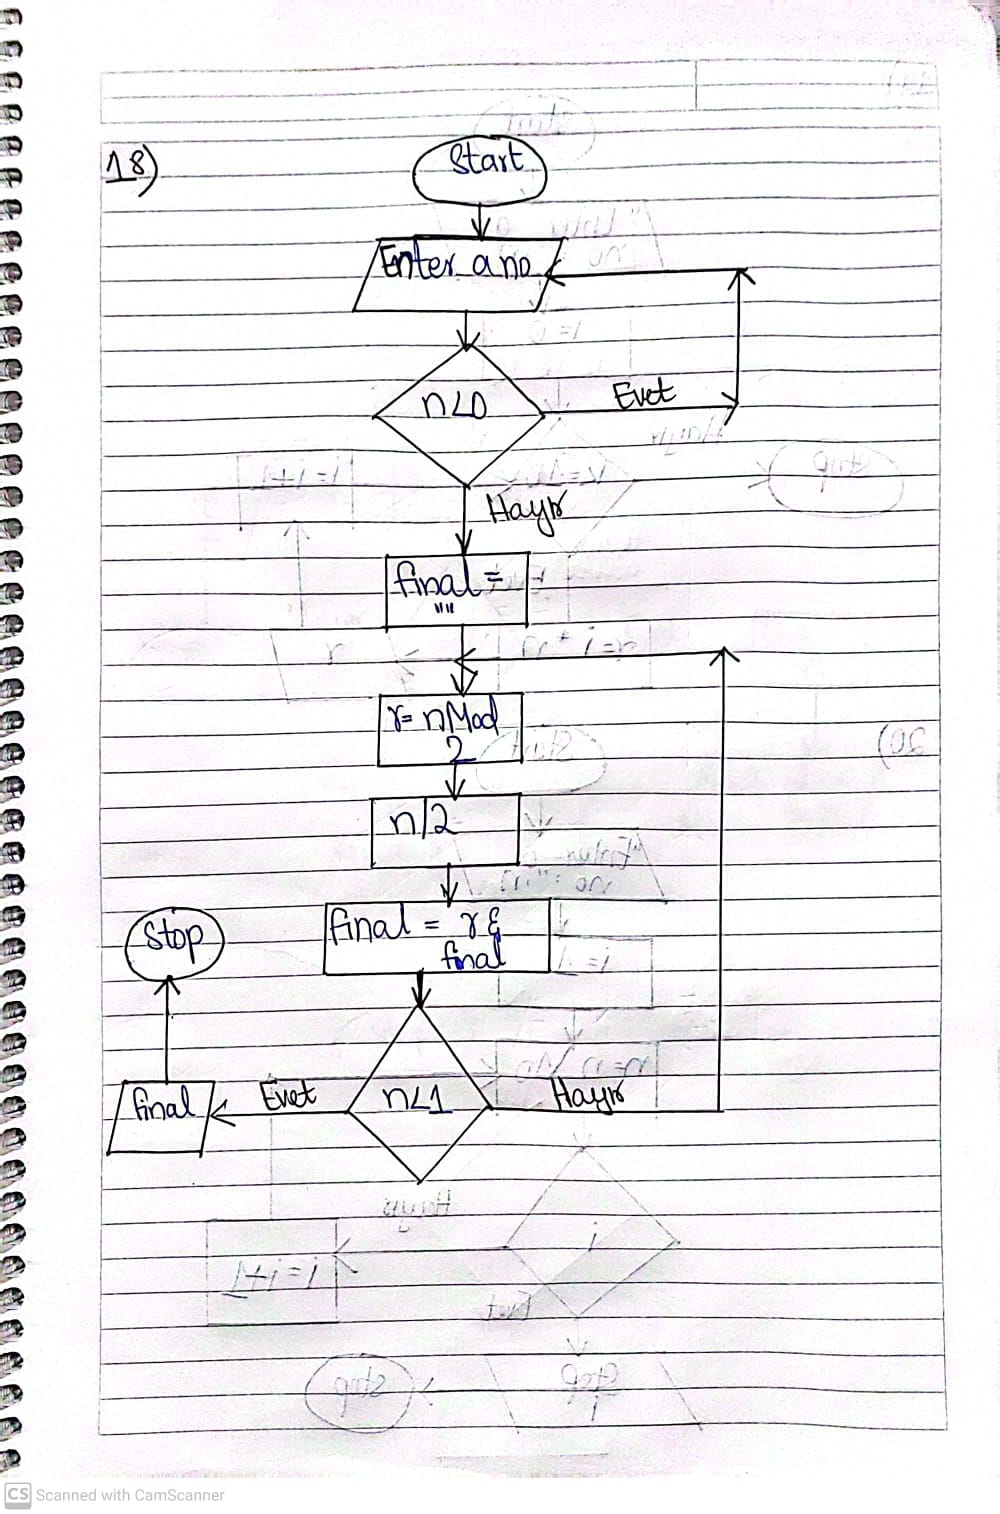 18)
Start
Enter a no
n<0
Evet
Hayır
final =
""
r= n Mod
2
n/2
final = r &
final
Stop
n<1
Evet
Hayır
final
CS Scanned with CamScanner